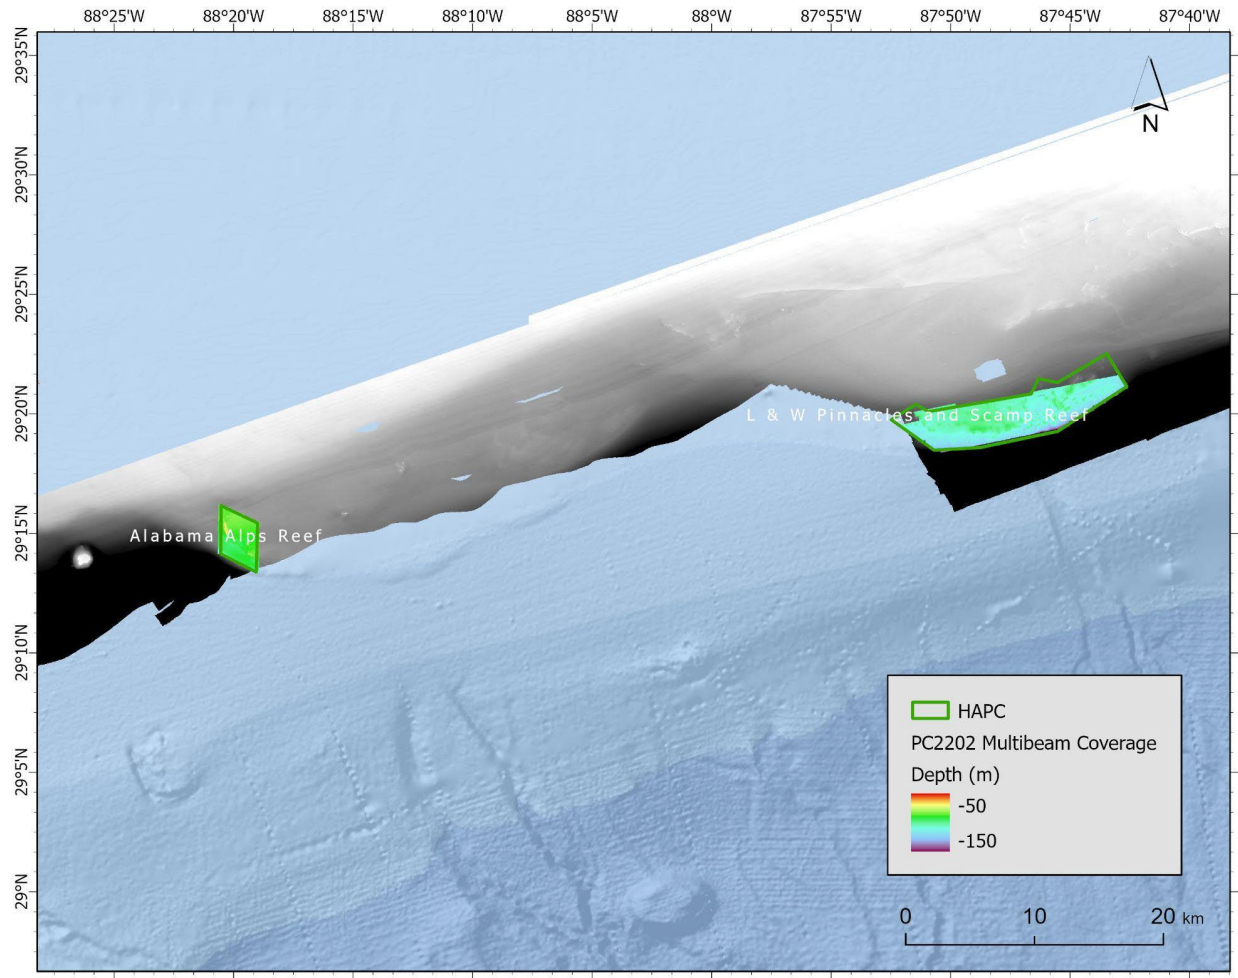 88°25'W 88°20'W 88°15'W 88°10'W 88°5'W 88°W 87°55'W 87°50'W 87°45'W 87°40'W
29°35'N
N
29°30'N
29°25'N
29°20'N
L & W Pinnacles and Scamp Reef
29°15'N
Alabama Alps Reef
29°10'N
HAPC
PC2202 Multibeam Coverage
29°5'N
Depth (m)
-50
-150
29°N
0 10 20 km